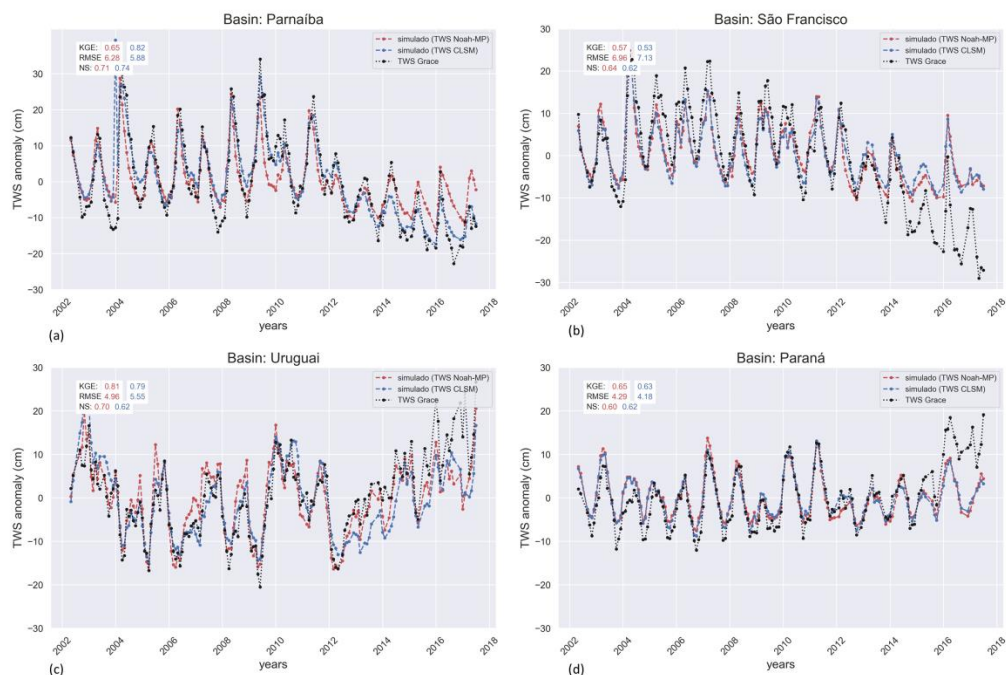 Basin: Parnaíba
KGE: 0.65 0.82
RMSE 6.28 5.88
NS: 0.71 0.74
simulado (TWS Noah-MP)
simulado (TWS CLSM)
TWS Grace
TWS anomaly (cm)
30
20
10
0
−10
−20
−30
2002 2004 2006 2008 2010 2012 2014 2016 2018
years
(a)
Basin: São Francisco
KGE: 0.57 0.53
RMSE 6.96 7.13
NS: 0.64 0.62
simulado (TWS Noah-MP)
simulado (TWS CLSM)
TWS Grace
TWS anomaly (cm)
30
20
10
0
−10
−20
−30
2002 2004 2006 2008 2010 2012 2014 2016 2018
years
(b)
Basin: Uruguai
KGE: 0.81 0.79
RMSE 4.96 5.55
NS: 0.70 0.62
simulado (TWS Noah-MP)
simulado (TWS CLSM)
TWS Grace
TWS anomaly (cm)
30
20
10
0
−10
−20
−30
2002 2004 2006 2008 2010 2012 2014 2016 2018
years
(c)
Basin: Paraná
KGE: 0.65 0.63
RMSE 4.29 4.18
NS: 0.60 0.62
simulado (TWS Noah-MP)
simulado (TWS CLSM)
TWS Grace
TWS anomaly (cm)
30
20
10
0
−10
−20
−30
2002 2004 2006 2008 2010 2012 2014 2016 2018
years
(d)